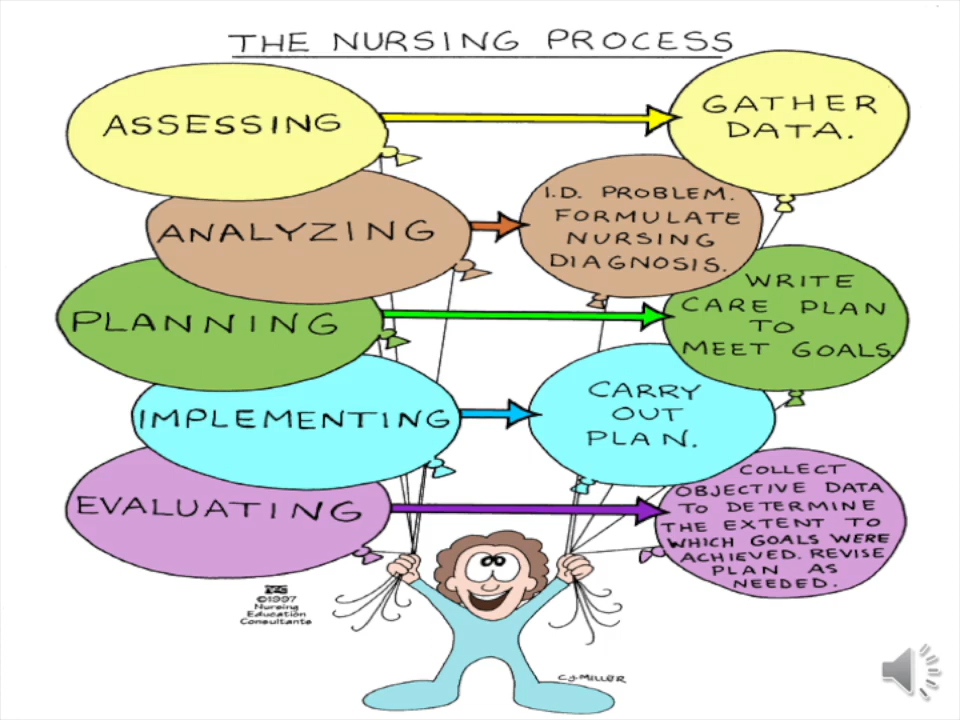 THE NURSING PROCESS
ASSESSING
GATHER
DATA.
ANALYZING
I.D. PROBLEM.
FORMULATE
NURSING
DIAGNOSIS.
PLANNING
WRITE
CARE PLAN
TO
MEET GOALS.
IMPLEMENTING
CARRY
OUT
PLAN.
EVALUATING
COLLECT
OBJECTIVE DATA
TO DETERMINE
THE EXTENT TO
WHICH GOALS WERE
ACHIEVED. REVISE
PLAN AS
NEEDED.
©1997
Nursing
Education
Consultants
C.J. MILLER